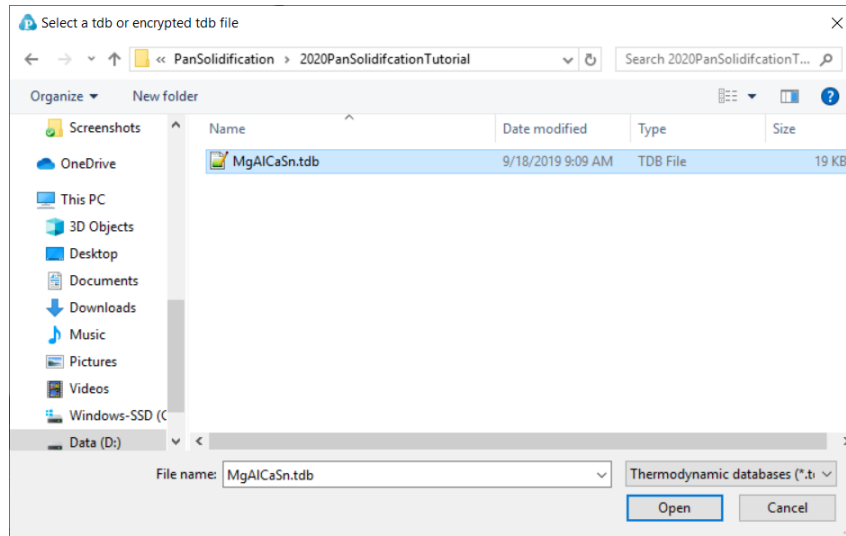 Select a tdb or encrypted tdb file
« PanSolidification › 2020PanSolidifcationTutorial
Search 2020PanSolidifcationT...
Organize
New folder
Name Date modified Type Size
MgAlCaSn.tdb 9/18/2019 9:09 AM TDB File 19 KB
Screenshots
OneDrive
This PC
3D Objects
Desktop
Documents
Downloads
Music
Pictures
Videos
Windows-SSD (C
Data (D:)
File name: MgAlCaSn.tdb
Thermodynamic databases (*.t
Open
Cancel